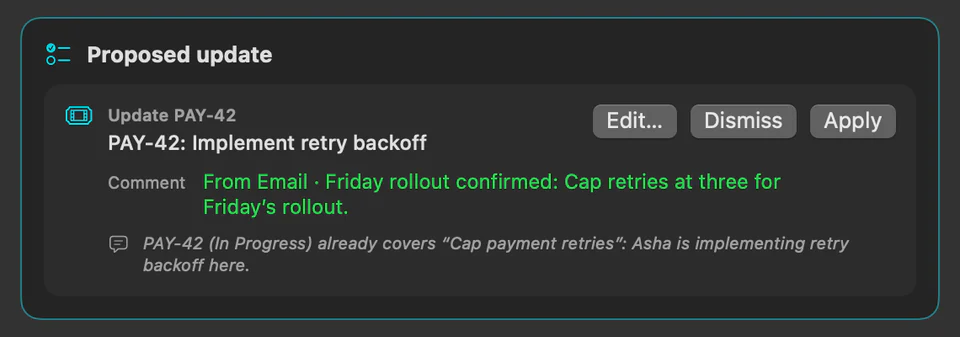 Proposed update
Update PAY-42
PAY-42: Implement retry backoff
Edit...
Dismiss
Apply
Comment
From Email · Friday rollout confirmed: Cap retries at three for
Friday’s rollout.
PAY-42 (In Progress) already covers “Cap payment retries”: Asha is implementing retry
backoff here.